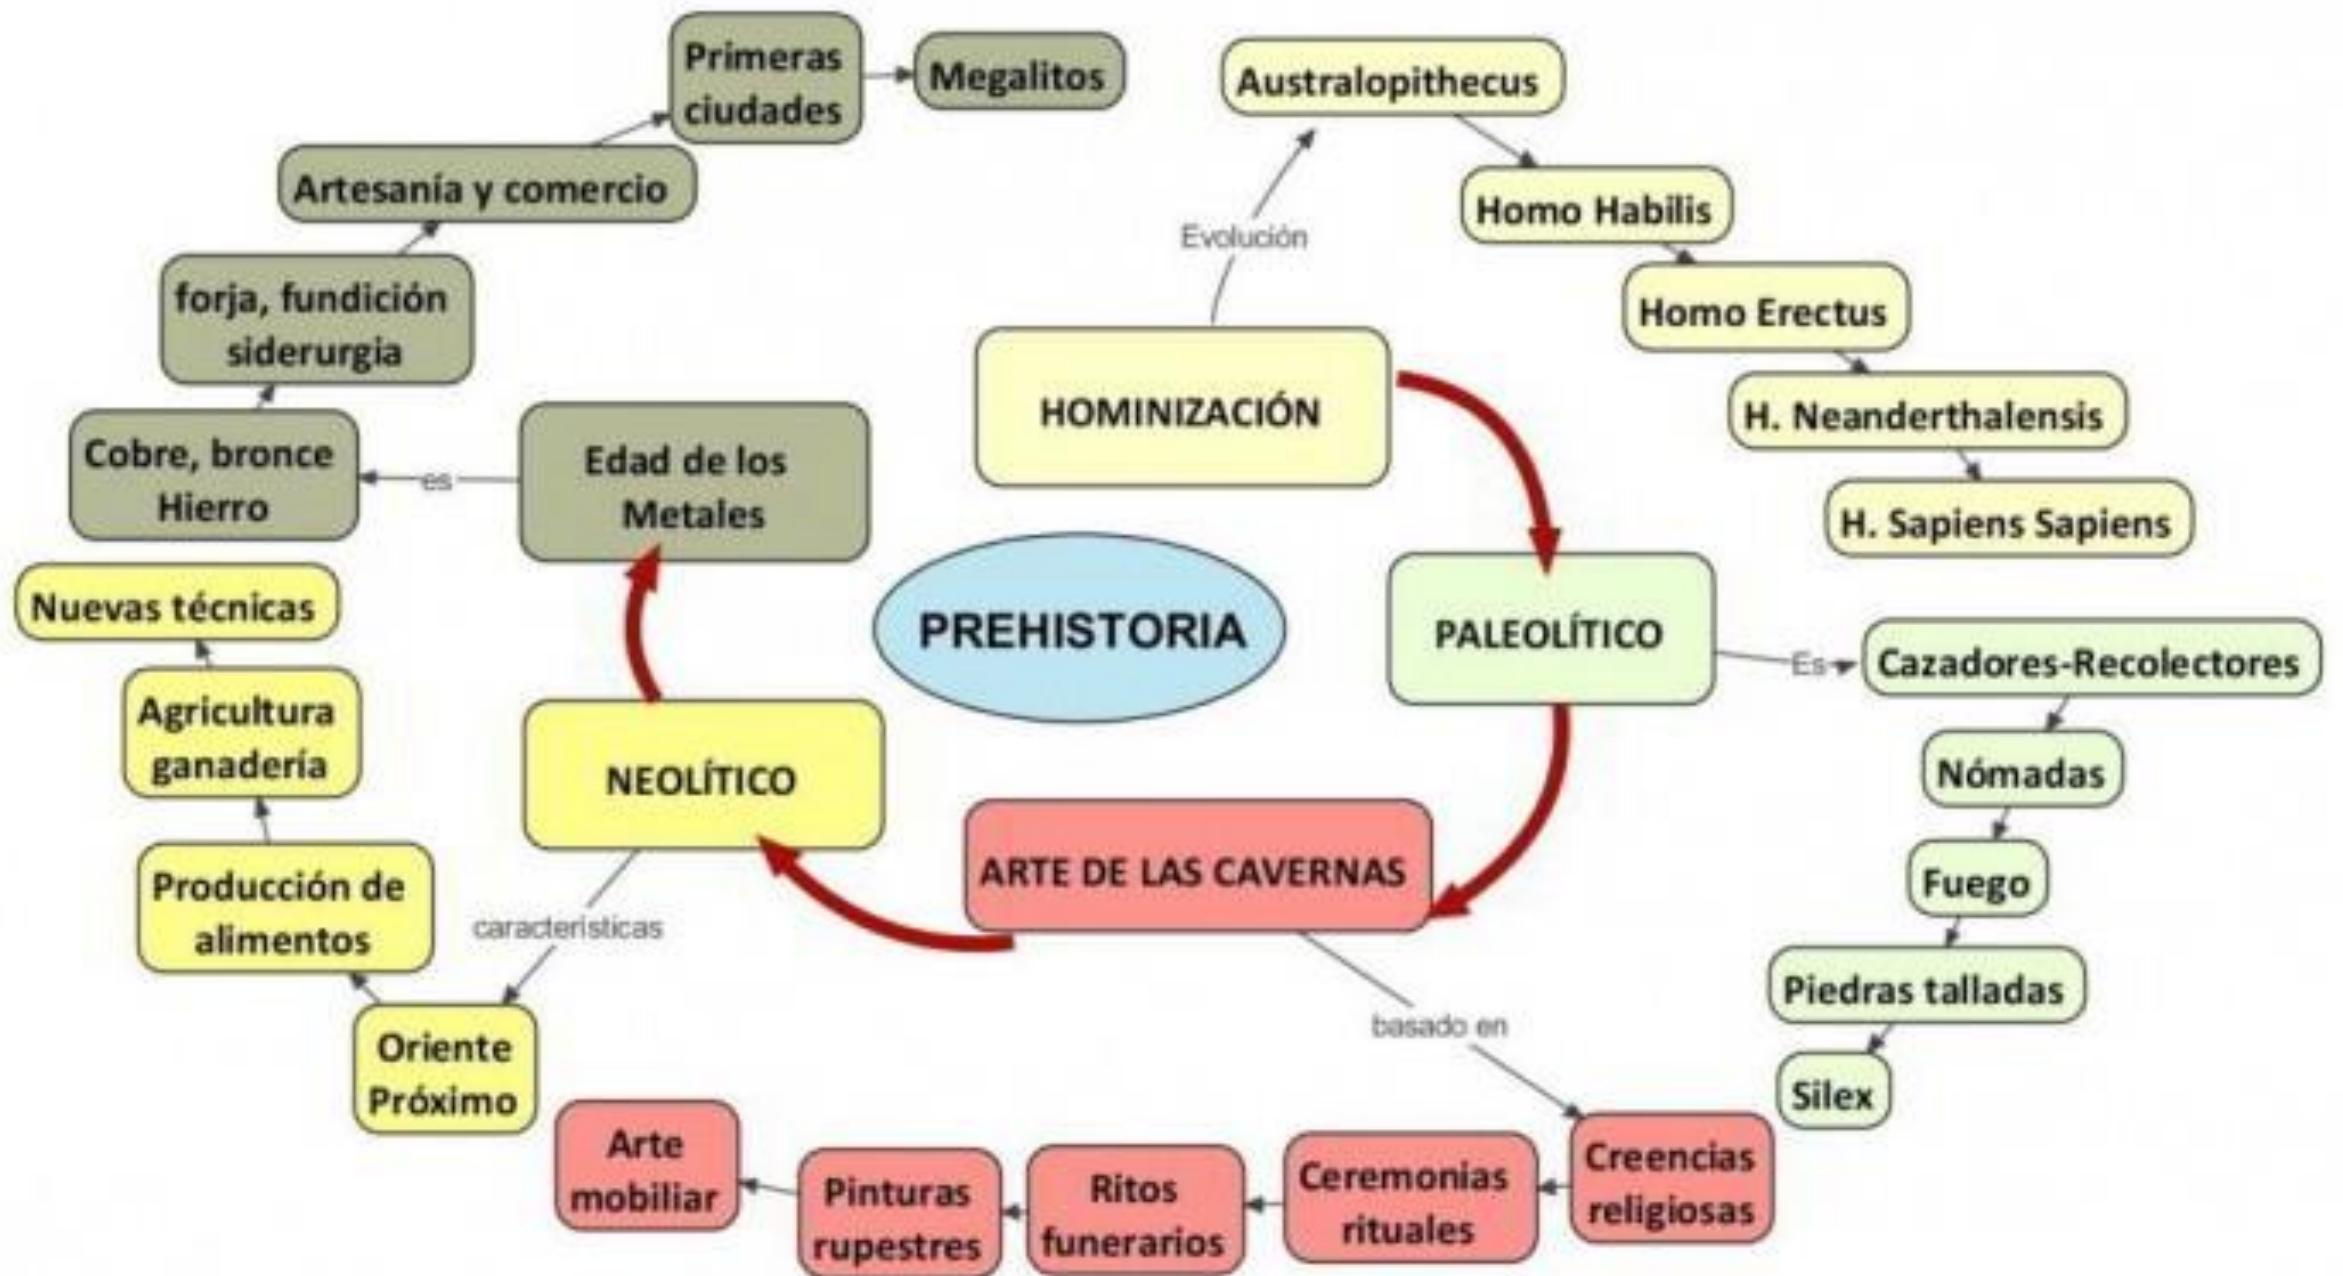 PREHISTORIA
HOMINIZACIÓN
Evolución
Australopithecus
Homo Habilis
Homo Erectus
H. Neanderthalensis
H. Sapiens Sapiens
PALEOLÍTICO
Es
Cazadores-Recolectores
Nómadas
Fuego
Piedras talladas
Silex
ARTE DE LAS CAVERNAS
basado en
Creencias
religiosas
Ceremonias
rituales
Ritos
funerarios
Pinturas
rupestres
Arte
mobiliar
NEOLÍTICO
características
Oriente
Próximo
Producción de
alimentos
Agricultura
ganadería
Nuevas técnicas
Edad de los
Metales
es
Cobre, bronce
Hierro
forja, fundición
siderurgia
Artesanía y comercio
Primeras
ciudades
Megalitos